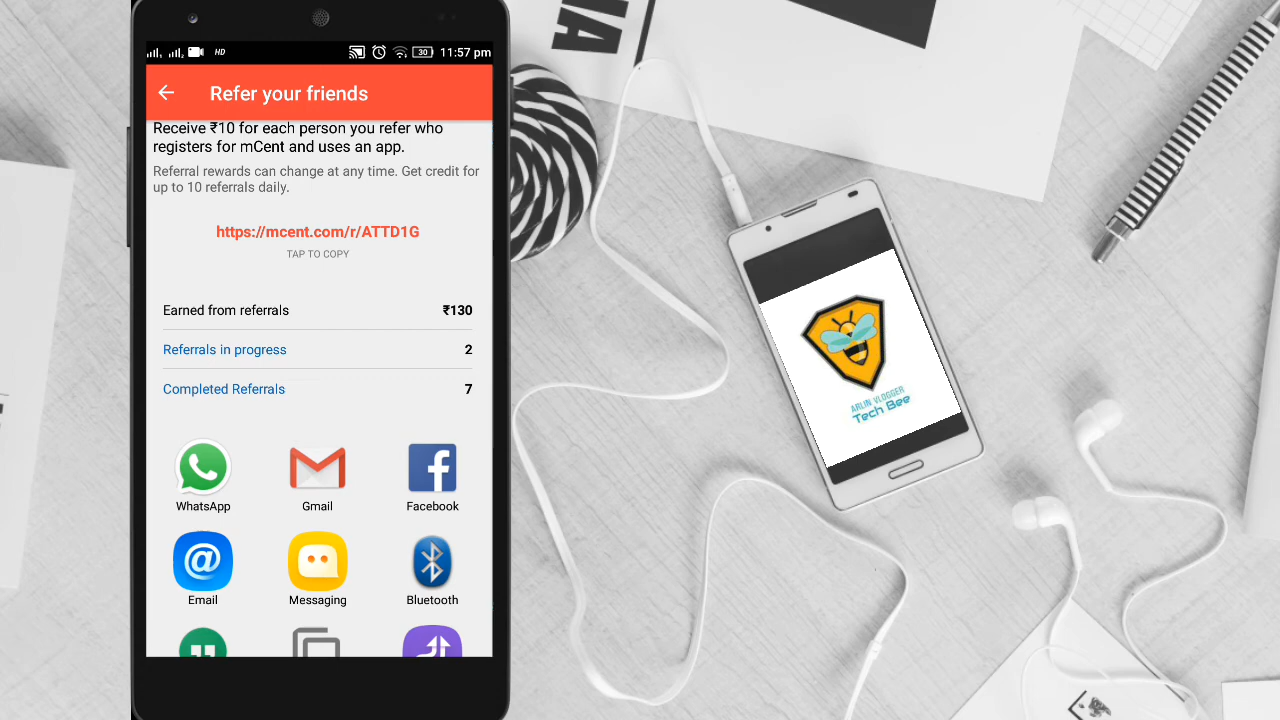 HD
30
11:57 pm
Refer your friends
Receive ₹10 for each person you refer who
registers for mCent and uses an app.
Referral rewards can change at any time. Get credit for
up to 10 referrals daily.
https://mcent.com/r/ATTD1G
TAP TO COPY
Earned from referrals ₹130
Referrals in progress 2
Completed Referrals 7
WhatsApp Gmail Facebook
Email Messaging Bluetooth
ARLIN VLOGGER
Tech Bee